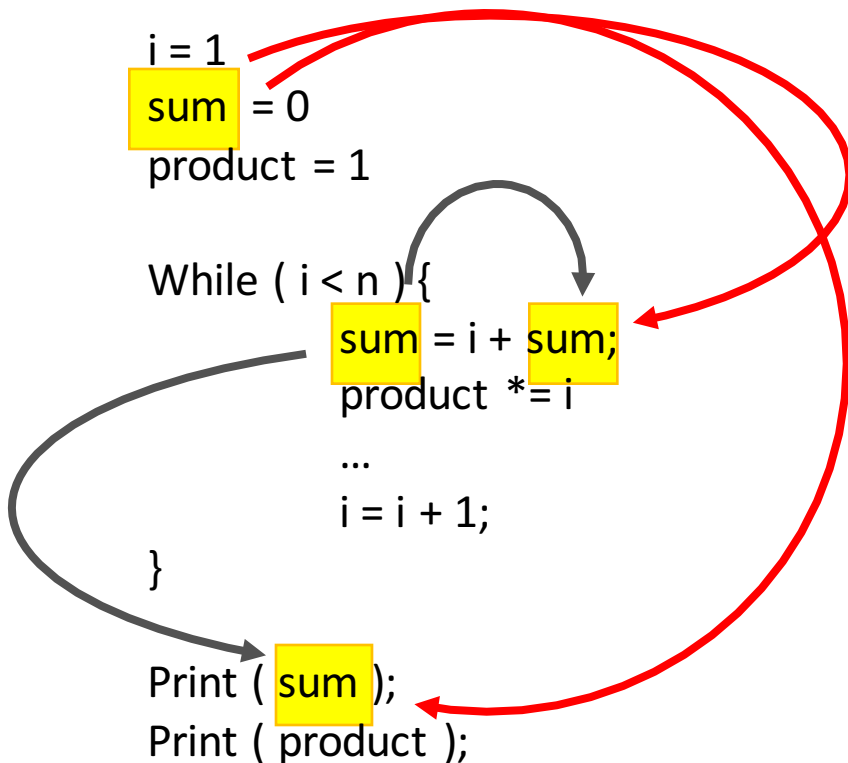 i = 1
sum = 0
product = 1
While ( i < n ) {
sum = i + sum;
product *= i
...
i = i + 1;
}
Print ( sum );
Print ( product );